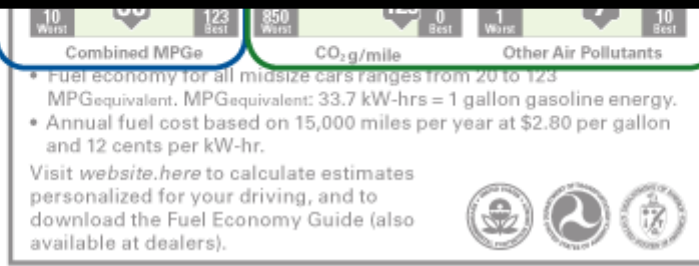 10 Worst 123 Best 850 Worst 0 Best 1 Worst 10 Best
Combined MPGe CO₂g/mile Other Air Pollutants
• Fuel economy for all midsize cars ranges from 20 to 123
MPGequivalent. MPGequivalent: 33.7 kW-hrs = 1 gallon gasoline energy.
• Annual fuel cost based on 15,000 miles per year at $2.80 per gallon
and 12 cents per kW-hr.
Visit website.here to calculate estimates
personalized for your driving, and to
download the Fuel Economy Guide (also
available at dealers).